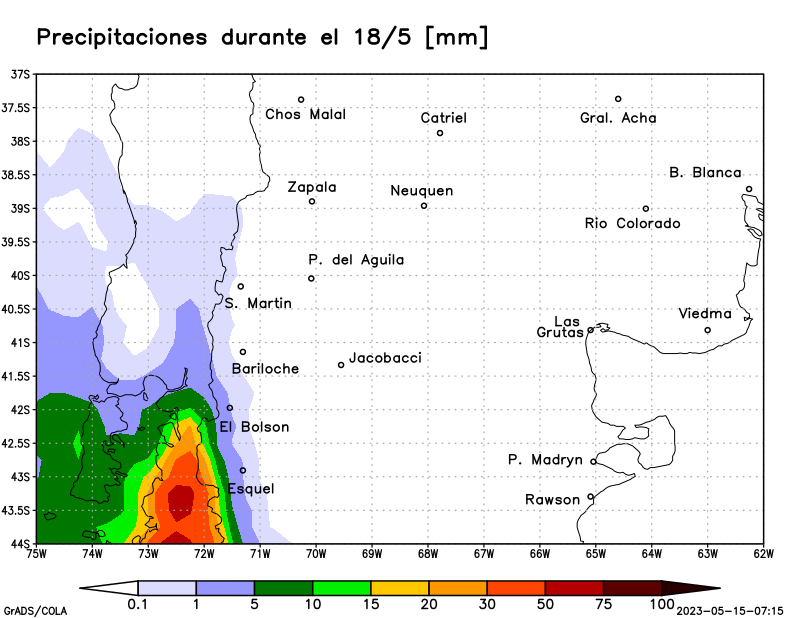 Precipitaciones durante el 18/5 [mm]
37S
37.5S
38S
38.5S
39S
39.5S
40S
40.5S
41S
41.5S
42S
42.5S
43S
43.5S
44S
Chos Malal
Catriel
Gral. Acha
B. Blanca
Zapala
Neuquen
Rio Colorado
P. del Aguila
S. Martin
Viedma
Las
Grutas
Bariloche
Jacobacci
El Bolson
P. Madryn
Esquel
Rawson
75W 74W 73W 72W 71W 70W 69W 68W 67W 66W 65W 64W 63W 62W
0.1 1 5 10 15 20 30 50 75 100
GrADS/COLA
2023-05-15-07:15